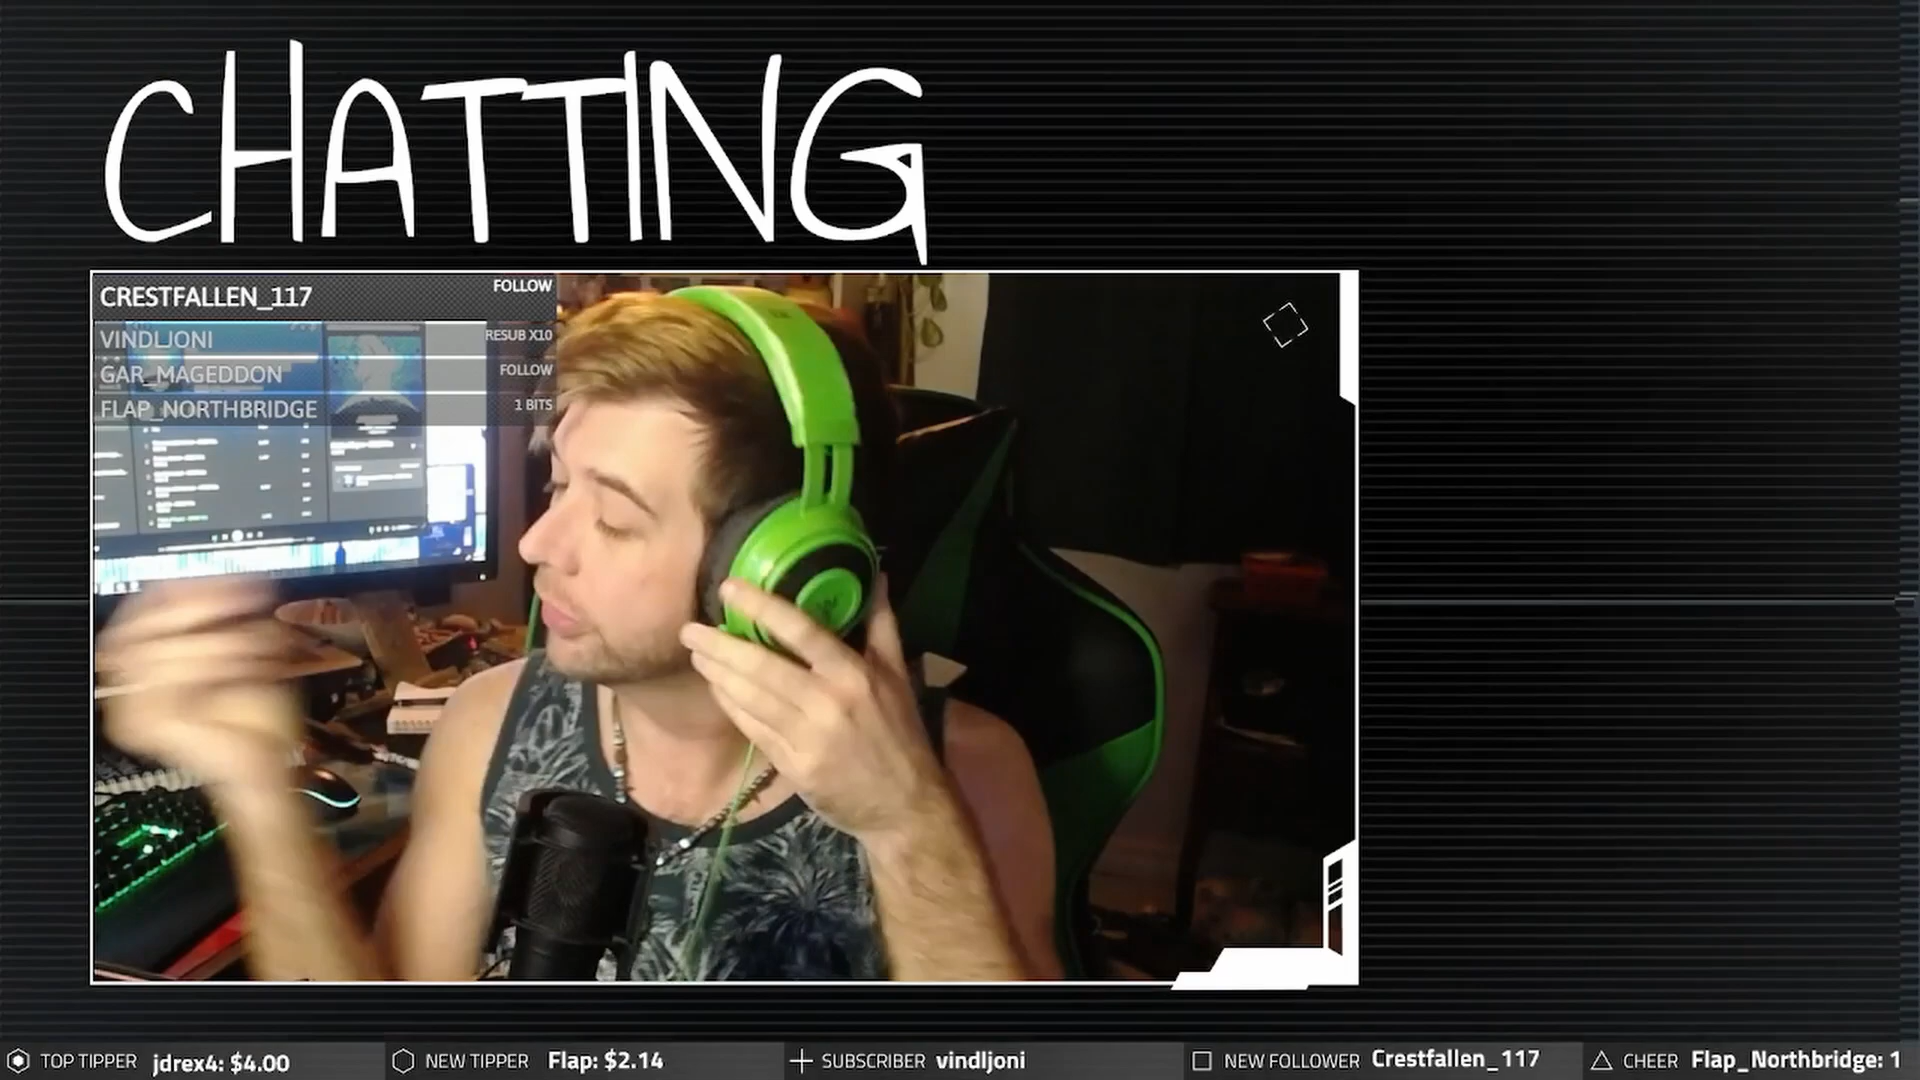 CHATTING
CRESTFALLEN_117 FOLLOW
VINDLJONI RESUB X10
GAR_MAGEDDON FOLLOW
FLAP_NORTHBRIDGE 1 BITS
TOP TIPPER jdrex4: $4.00 NEW TIPPER Flap: $2.14 SUBSCRIBER vindljoni NEW FOLLOWER Crestfallen_117 CHEER Flap_Northbridge: 1